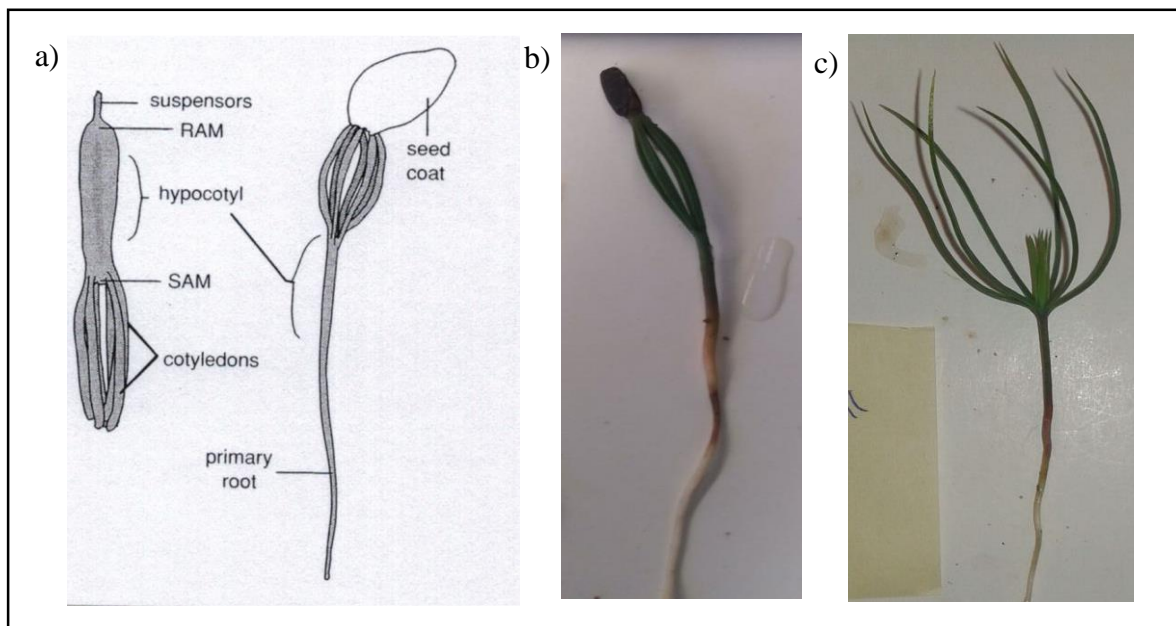 a)
suspensors
RAM
hypocotyl
SAM
cotyledons
primary
root
seed
coat
b)
c)